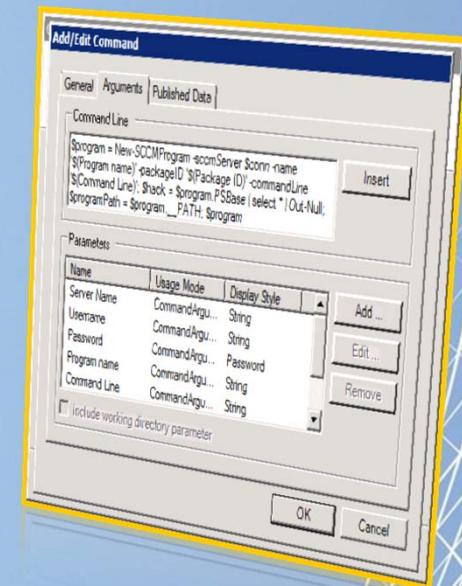 Add/Edit Command
General Arguments Published Data
Command Line
$program = New-SCCMProgram -sccmServer $conn -name
'$(Program name)' -packageID '$(Package ID)' -commandLine
'$(Command Line)'; $hack = $program.PSBase | select * | Out-Null;
$programPath = $program.__PATH; $program
Insert
Parameters
Name Usage Mode Display Style
Server Name CommandArgu... String
Username CommandArgu... String
Password CommandArgu... Password
Program name CommandArgu... String
Command Line CommandArgu... String
Add ...
Edit ...
Remove
Include working directory parameter
OK Cancel